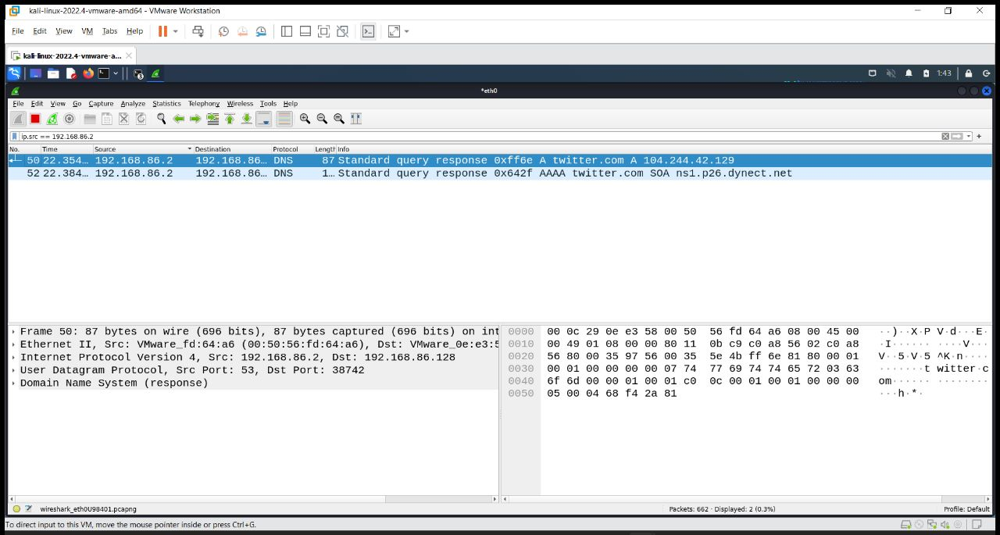 kali-linux-2022.4-vmware-amd64 - VMware Workstation
File Edit View VM Tabs Help
kali-linux-2022.4-vmware-a...
1:43
*eth0
File Edit View Go Capture Analyze Statistics Telephony Wireless Tools Help
ip.src == 192.168.86.2
No. Time Source Destination Protocol Length Info
50 22.354… 192.168.86.2 192.168.86… DNS 87 Standard query response 0xff6e A twitter.com A 104.244.42.129
52 22.384… 192.168.86.2 192.168.86… DNS 1… Standard query response 0x642f AAAA twitter.com SOA ns1.p26.dynect.net
Frame 50: 87 bytes on wire (696 bits), 87 bytes captured (696 bits) on int
Ethernet II, Src: VMware_fd:64:a6 (00:50:56:fd:64:a6), Dst: VMware_0e:e3:5
Internet Protocol Version 4, Src: 192.168.86.2, Dst: 192.168.86.128
User Datagram Protocol, Src Port: 53, Dst Port: 38742
Domain Name System (response)
0000 00 0c 29 0e e3 58 00 50 56 fd 64 a6 08 00 45 00 ··)··X·P V·d···E·
0010 00 49 01 08 00 00 80 11 0b c9 c0 a8 56 02 c0 a8 ·I······ ····V···
0020 56 80 00 35 97 56 00 35 5e 4b ff 6e 81 80 00 01 V··5·V·5 ^K·n····
0030 00 01 00 00 00 00 07 74 77 69 74 74 65 72 03 63 ·······t witter·c
0040 6f 6d 00 00 01 00 01 c0 0c 00 01 00 01 00 00 00 om······ ········
0050 05 00 04 68 f4 2a 81 ···h·*·
wireshark_eth0U98401.pcapng
Packets: 662 · Displayed: 2 (0.3%)
Profile: Default
To direct input to this VM, move the mouse pointer inside or press Ctrl+G.